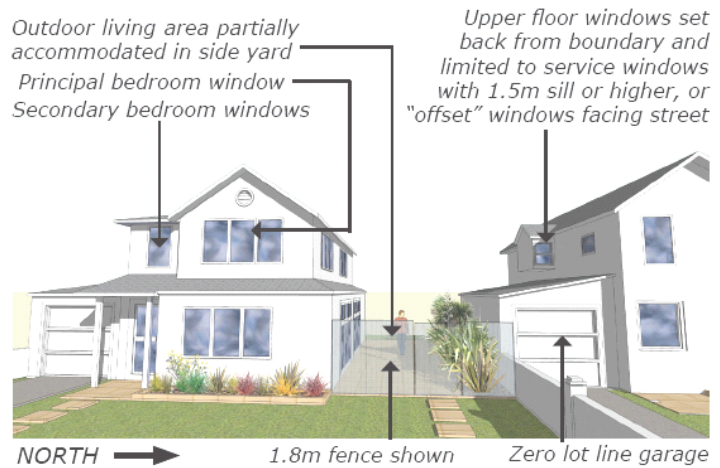 Outdoor living area partially
accommodated in side yard
Principal bedroom window
Secondary bedroom windows
Upper floor windows set
back from boundary and
limited to service windows
with 1.5m sill or higher, or
“offset” windows facing street
NORTH
1.8m fence shown
Zero lot line garage